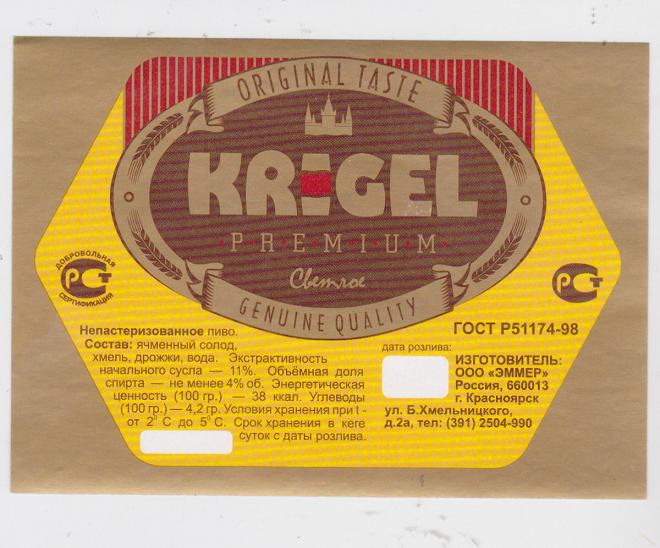 ORIGINAL TASTE
KRIGEL
PREMIUM
Светлое
GENUINE QUALITY
ДОБРОВОЛЬНАЯ
РСТ
СЕРТИФИКАЦИЯ
РСТ
Непастеризованное пиво.
Состав: ячменный солод,
хмель, дрожжи, вода. Экстрактивность
начального сусла — 11%. Объёмная доля
спирта — не менее 4% об. Энергетическая
ценность (100 гр.) — 38 ккал. Углеводы
(100 гр.) — 4,2 гр. Условия хранения при t -
от 2° С до 5° С. Срок хранения в кеге
суток с даты розлива.
ГОСТ Р51174-98
дата розлива:
ИЗГОТОВИТЕЛЬ:
ООО «ЭММЕР»
Россия, 660013
г. Красноярск
ул. Б.Хмельницкого,
д.2а, тел: (391) 2504-990